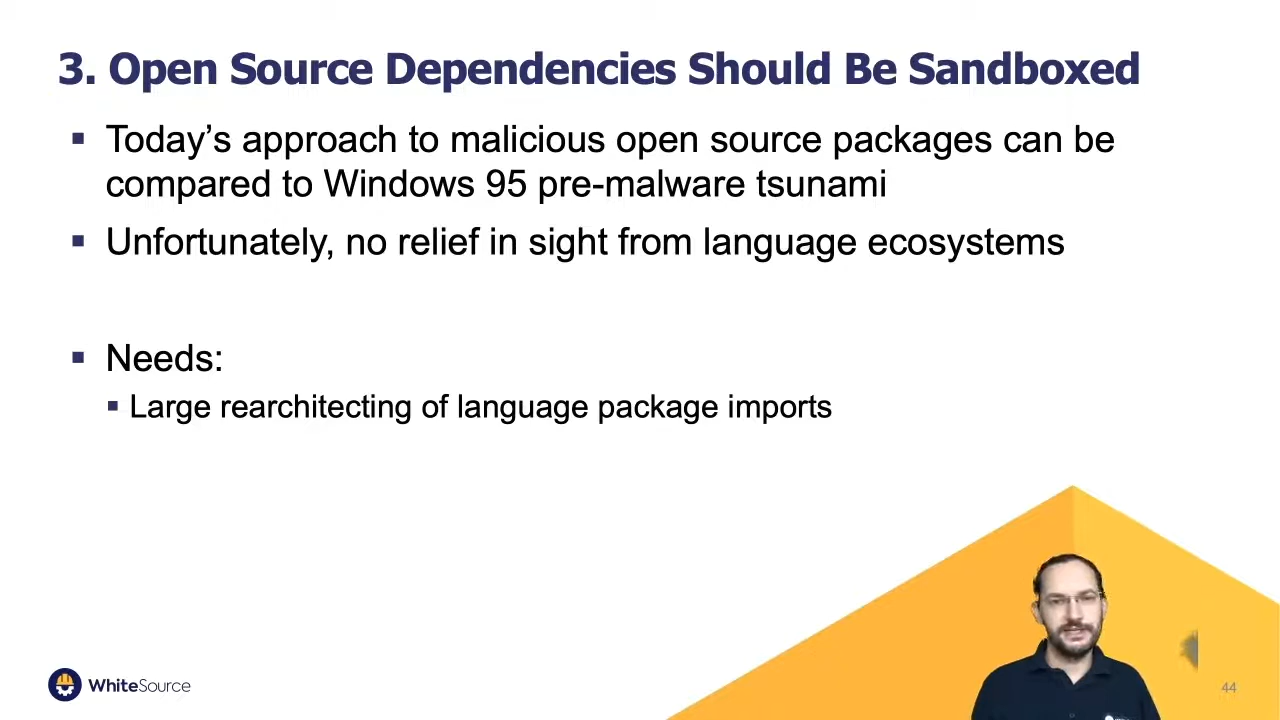 3. Open Source Dependencies Should Be Sandboxed
▪ Today's approach to malicious open source packages can be
compared to Windows 95 pre-malware tsunami
▪ Unfortunately, no relief in sight from language ecosystems
▪ Needs:
▪ Large rearchitecting of language package imports
WhiteSource
44